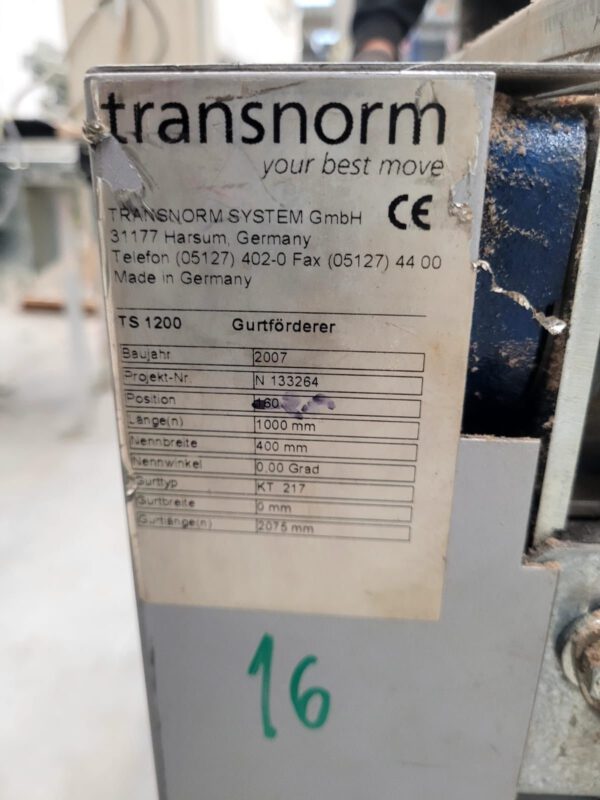 transnorm
your best move
TRANSNORM SYSTEM GmbH CE
31177 Harsum, Germany
Telefon (05127) 402-0 Fax (05127) 44 00
Made in Germany
TS 1200 Gurtförderer
Baujahr 2007
Projekt-Nr. N 133264
Position 160
Länge(n) 1000 mm
Nennbreite 400 mm
Nennwinkel 0,00 Grad
Gurttyp KT 217
Gurtbreite 0 mm
Gurtlänge(n) 2075 mm
16